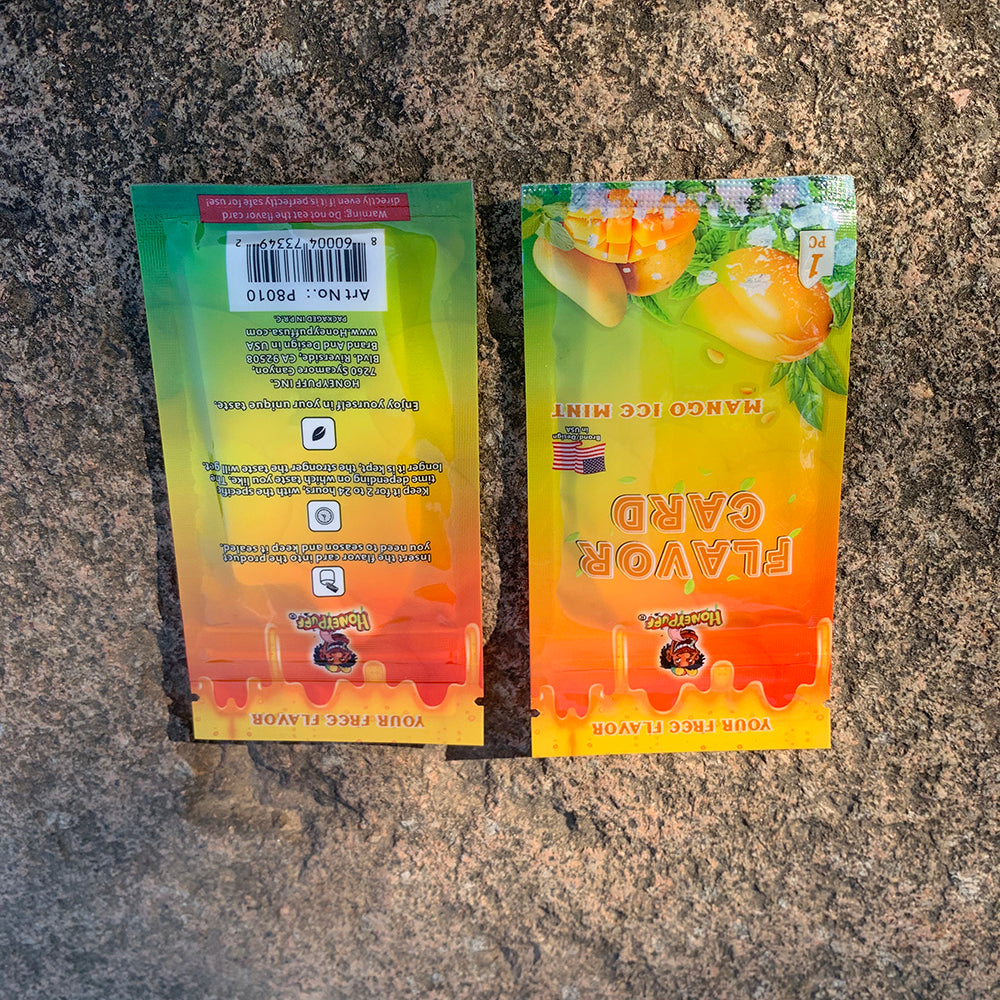 YOUR FREE FLAVOR
HONEYPUFF
Insert the flavor card into the product
you need to season and keep it sealed.
Keep it for 2 to 24 hours, with the specific
time depending on which taste you like, The
longer it is kept, the stronger the taste will get.
Enjoy yourself in your unique taste.
HONEYPUFF INC.
7260 Sycamore Canyon,
Blvd. Riverside, CA 92508
Brand And Design in USA
www.Honeypuffusa.com
PACKAGED IN P.R.C.
Art No.: P8010
8 60004 73349 2
Warning: Do not eat the flavor card
directly even if it is perfectly safe for use!
YOUR FREE FLAVOR
HONEYPUFF
FLAVOR
CARD
Brand/Design
In USA
MANGO ICE MINT
1
PC